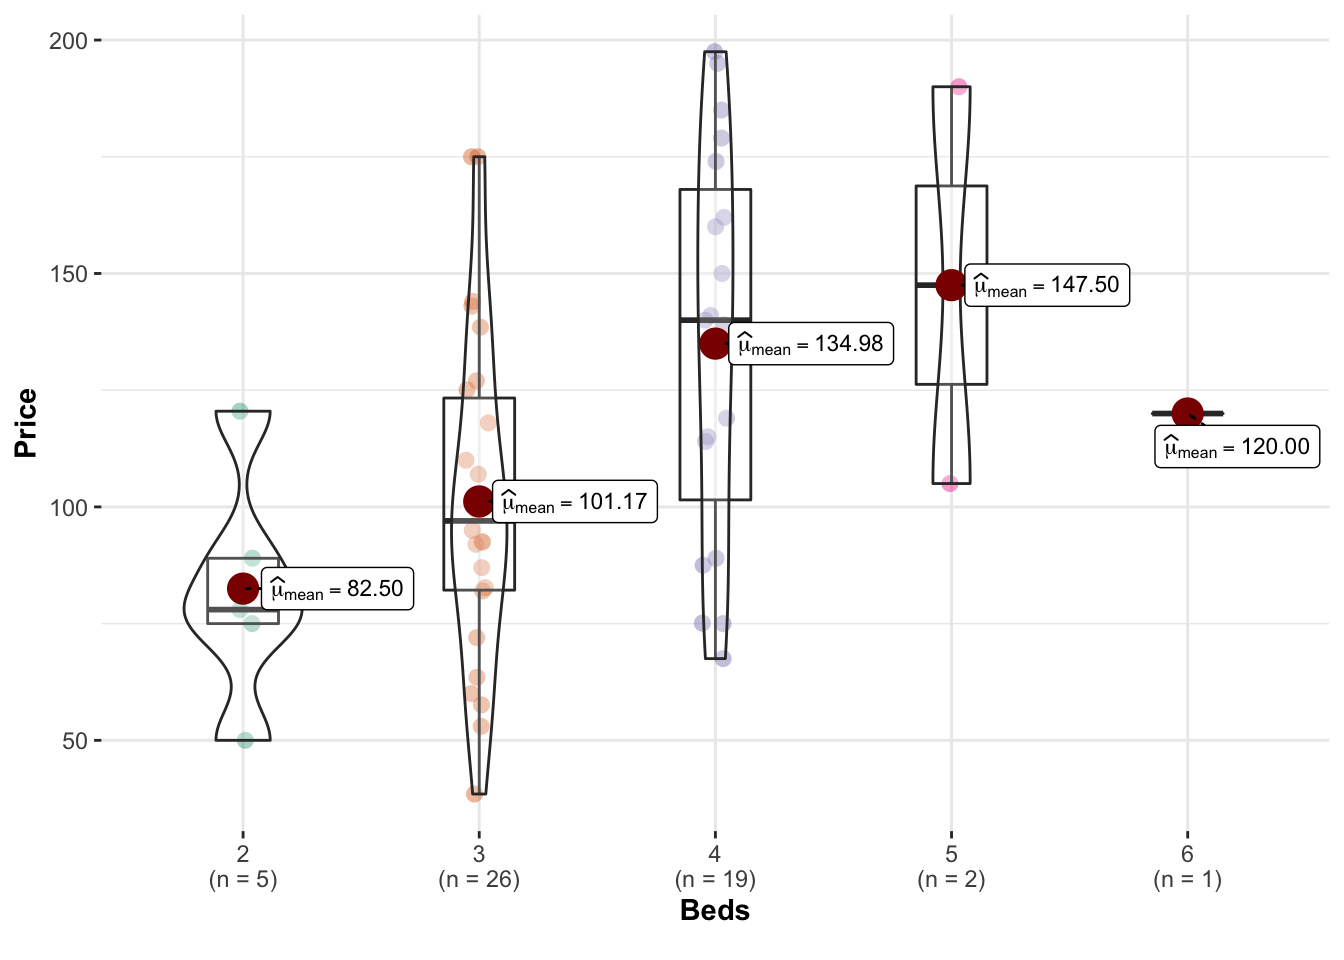 200
150
100
50
Price
μ̂mean = 82.50
μ̂mean = 101.17
μ̂mean = 134.98
μ̂mean = 147.50
μ̂mean = 120.00
2
(n = 5)
3
(n = 26)
4
(n = 19)
5
(n = 2)
6
(n = 1)
Beds